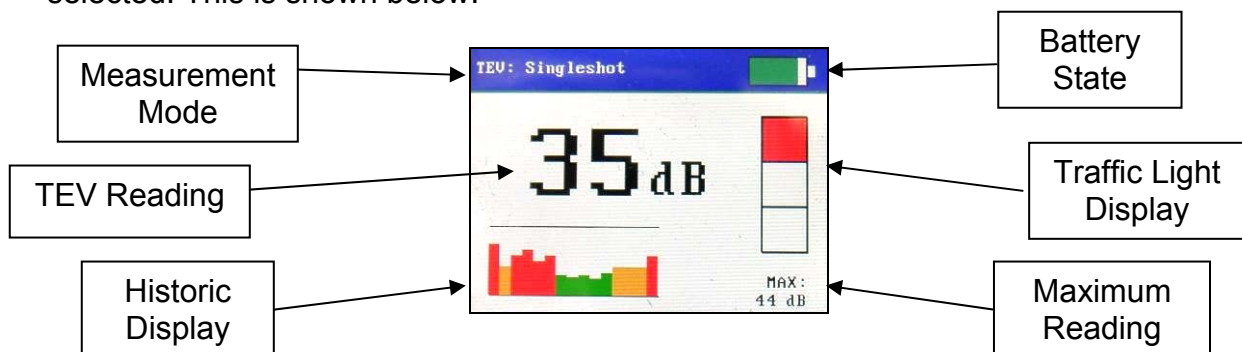 selected. This is shown below:
Measurement
Mode
TEV Reading
Historic
Display
TEV: Singleshot
35dB
MAX:
44 dB
Battery
State
Traffic Light
Display
Maximum
Reading